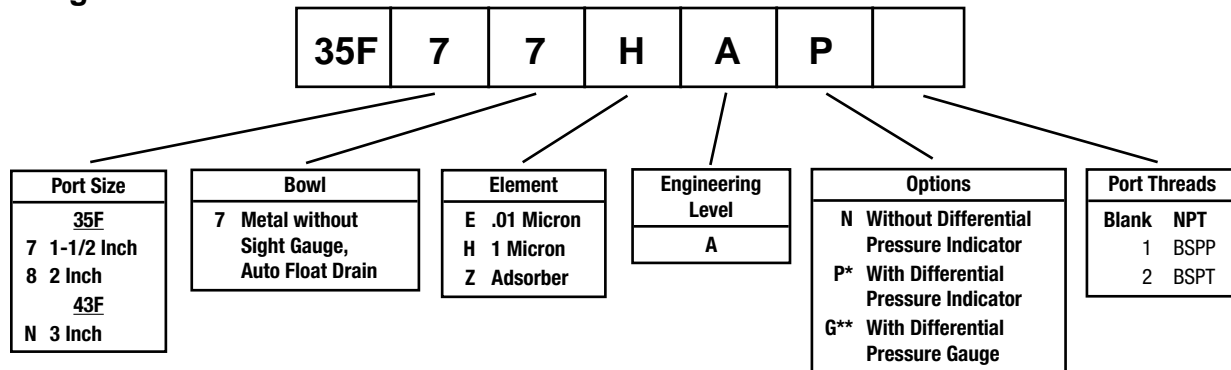 35F 7 7 H A P
Port Size
35F
7 1-1/2 Inch
8 2 Inch
43F
N 3 Inch
Bowl
7 Metal without
Sight Gauge,
Auto Float Drain
Element
E .01 Micron
H 1 Micron
Z Adsorber
Engineering
Level
A
Options
N Without Differential
Pressure Indicator
P* With Differential
Pressure Indicator
G** With Differential
Pressure Gauge
Port Threads
Blank NPT
1 BSPP
2 BSPT